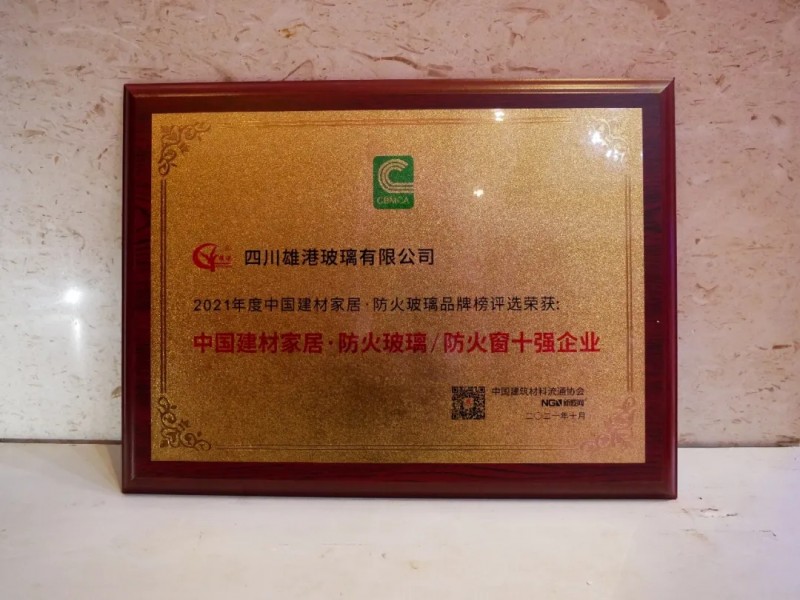 CBMCA
四川雄港玻璃有限公司
2021年度中国建材家居·防火玻璃品牌榜评选荣获:
中国建材家居·防火玻璃/防火窗十强企业
中国建筑材料流通协会
二〇二一年十月